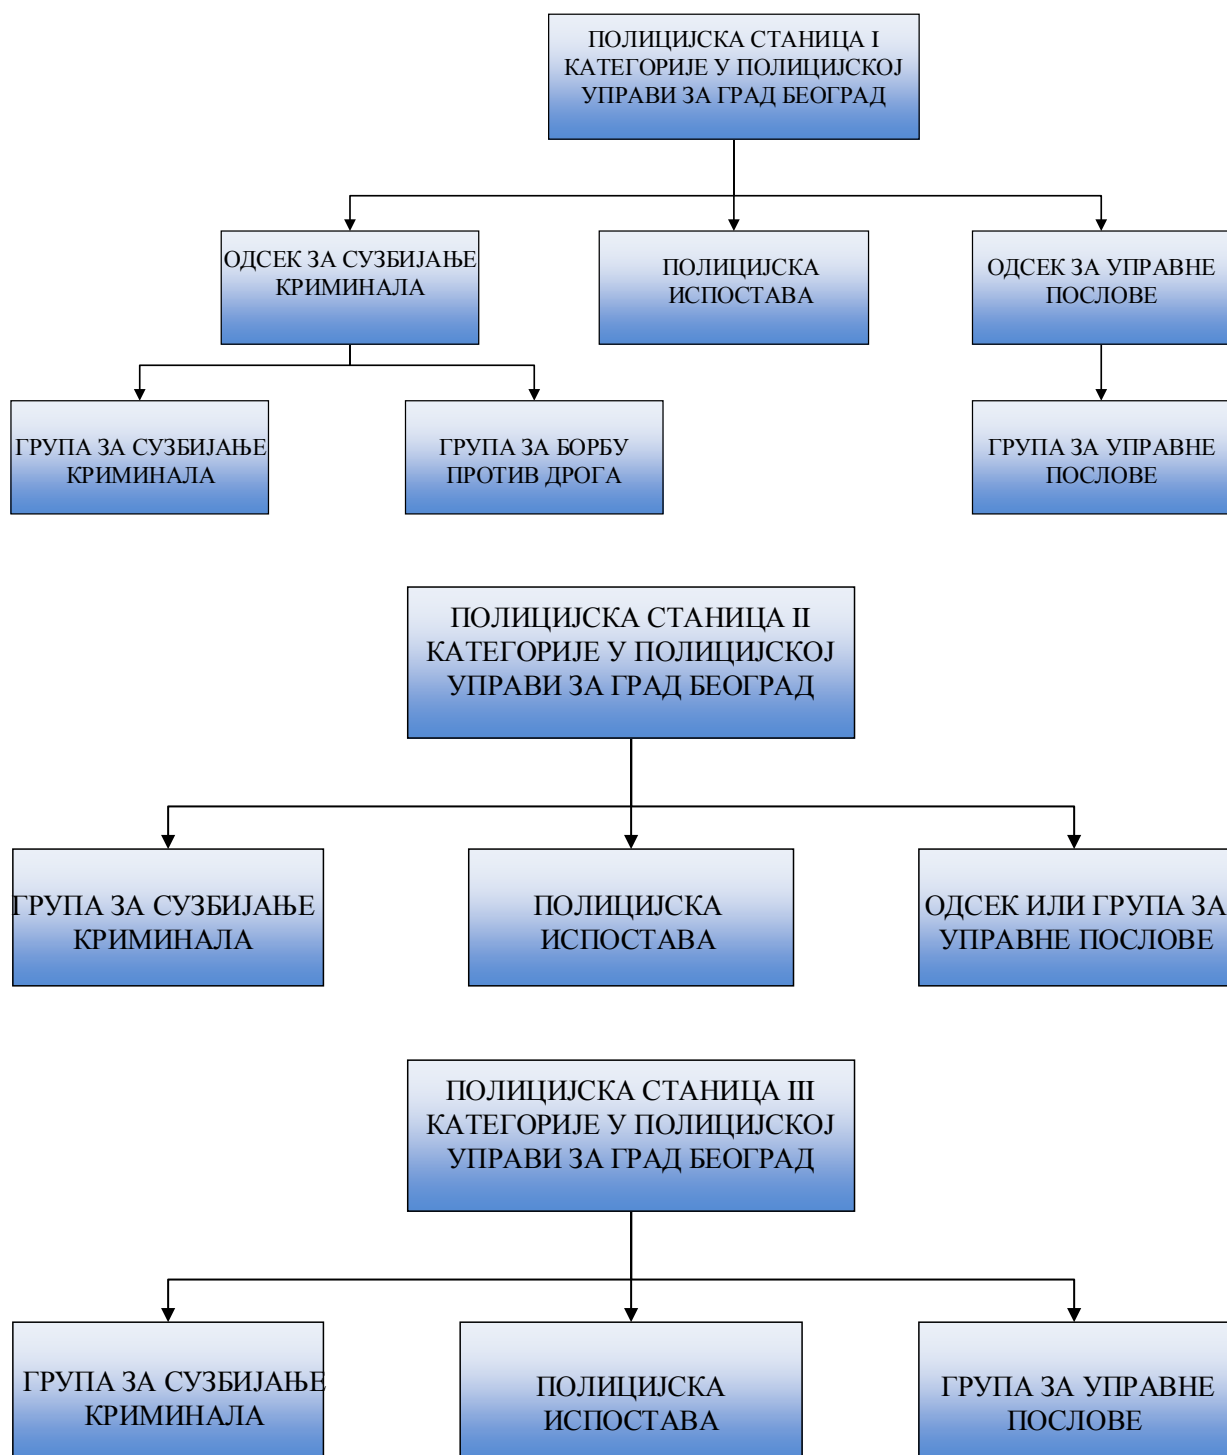 ПОЛИЦИЈСКА СТАНИЦА I
КАТЕГОРИЈЕ У ПОЛИЦИЈСКОЈ
УПРАВИ ЗА ГРАД БЕОГРАД
ОДСЕК ЗА СУЗБИЈАЊЕ
КРИМИНАЛА
ПОЛИЦИЈСКА
ИСПОСТАВА
ОДСЕК ЗА УПРАВНЕ
ПОСЛОВЕ
ГРУПА ЗА СУЗБИЈАЊЕ
КРИМИНАЛА
ГРУПА ЗА БОРБУ
ПРОТИВ ДРОГА
ГРУПА ЗА УПРАВНЕ
ПОСЛОВЕ
ПОЛИЦИЈСКА СТАНИЦА II
КАТЕГОРИЈЕ У ПОЛИЦИЈСКОЈ
УПРАВИ ЗА ГРАД БЕОГРАД
ГРУПА ЗА СУЗБИЈАЊЕ
КРИМИНАЛА
ПОЛИЦИЈСКА
ИСПОСТАВА
ОДСЕК ИЛИ ГРУПА ЗА
УПРАВНЕ ПОСЛОВЕ
ПОЛИЦИЈСКА СТАНИЦА III
КАТЕГОРИЈЕ У ПОЛИЦИЈСКОЈ
УПРАВИ ЗА ГРАД БЕОГРАД
ГРУПА ЗА СУЗБИЈАЊЕ
КРИМИНАЛА
ПОЛИЦИЈСКА
ИСПОСТАВА
ГРУПА ЗА УПРАВНЕ
ПОСЛОВЕ